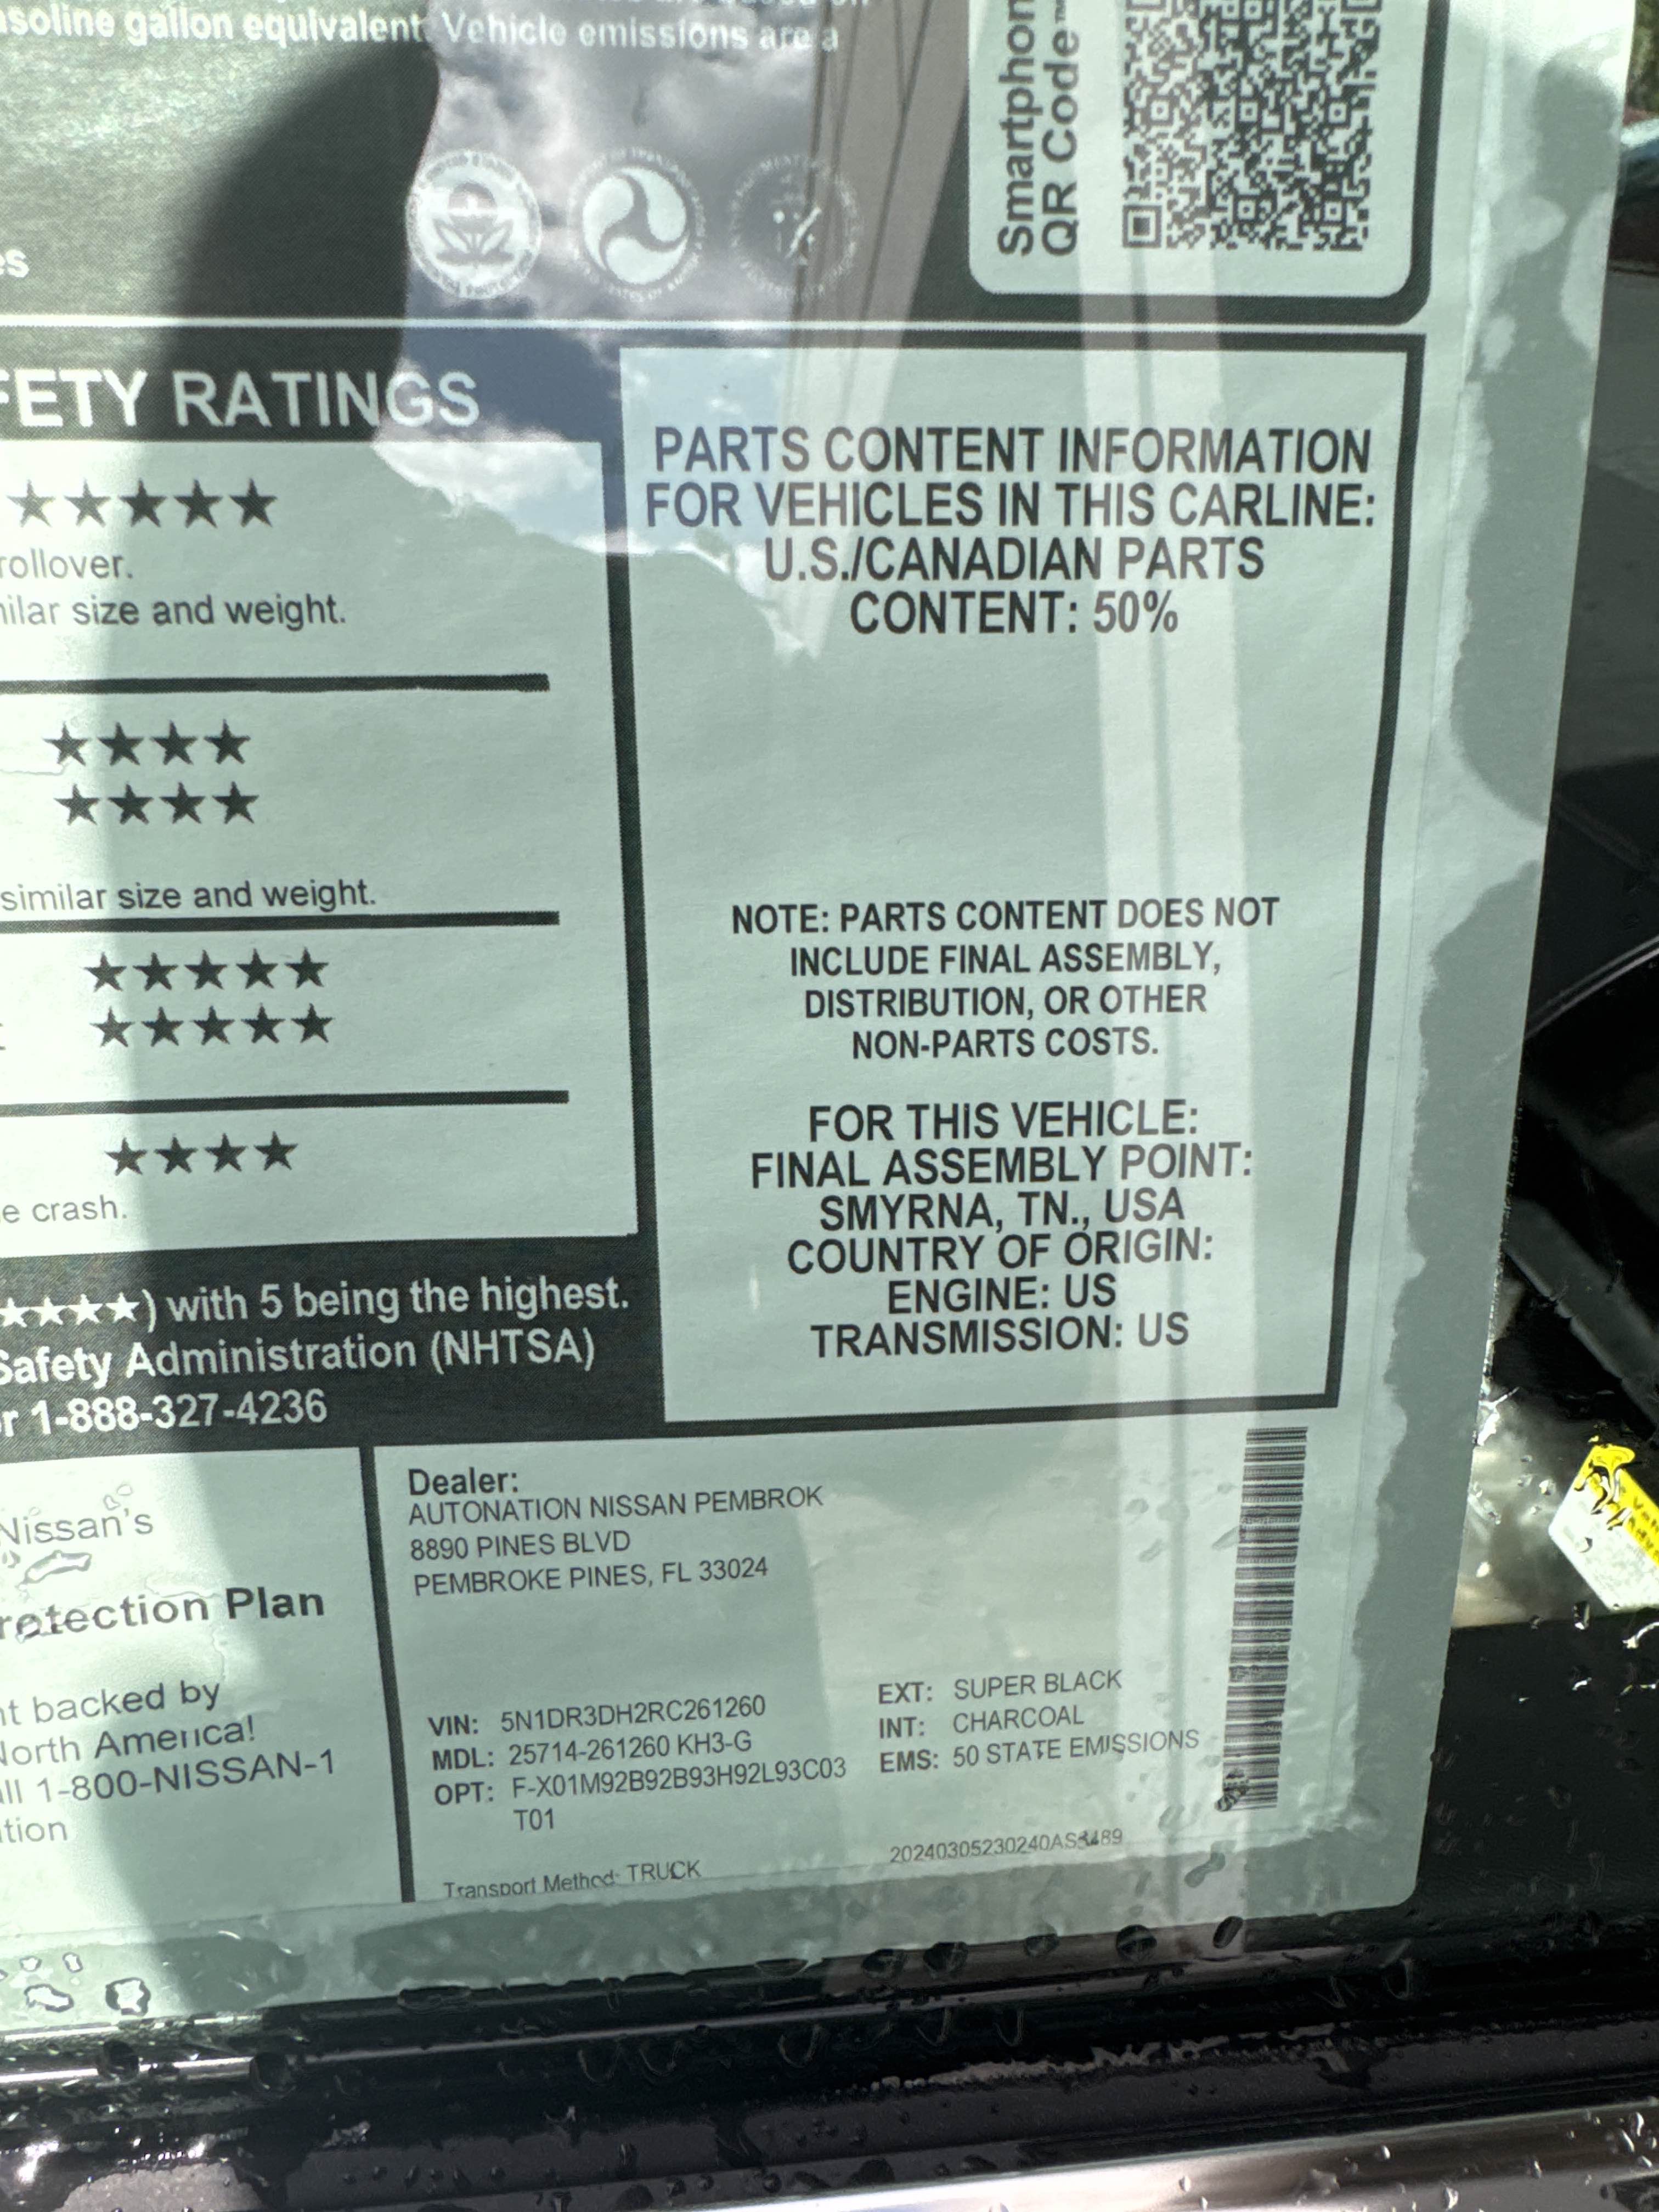 soline gallon equivalent. Vehicle emissions are a
Smartphon
QR Code™
es
FETY RATINGS
★★★★★
rollover.
ilar size and weight.
★★★★
★★★★
similar size and weight.
★★★★★
★★★★★
★★★★
e crash.
★★★★) with 5 being the highest.
Safety Administration (NHTSA)
r 1-888-327-4236
PARTS CONTENT INFORMATION
FOR VEHICLES IN THIS CARLINE:
U.S./CANADIAN PARTS
CONTENT: 50%
NOTE: PARTS CONTENT DOES NOT
INCLUDE FINAL ASSEMBLY,
DISTRIBUTION, OR OTHER
NON-PARTS COSTS.
FOR THIS VEHICLE:
FINAL ASSEMBLY POINT:
SMYRNA, TN., USA
COUNTRY OF ORIGIN:
ENGINE: US
TRANSMISSION: US
Nissan's
rotection Plan
t backed by
North America!
ll 1-800-NISSAN-1
tion
Dealer:
AUTONATION NISSAN PEMBROK
8890 PINES BLVD
PEMBROKE PINES, FL 33024
VIN: 5N1DR3DH2RC261260
MDL: 25714-261260 KH3-G
OPT: F-X01M92B92B93H92L93C03
T01
EXT: SUPER BLACK
INT: CHARCOAL
EMS: 50 STATE EMISSIONS
Transport Method: TRUCK
20240305230240AS3489